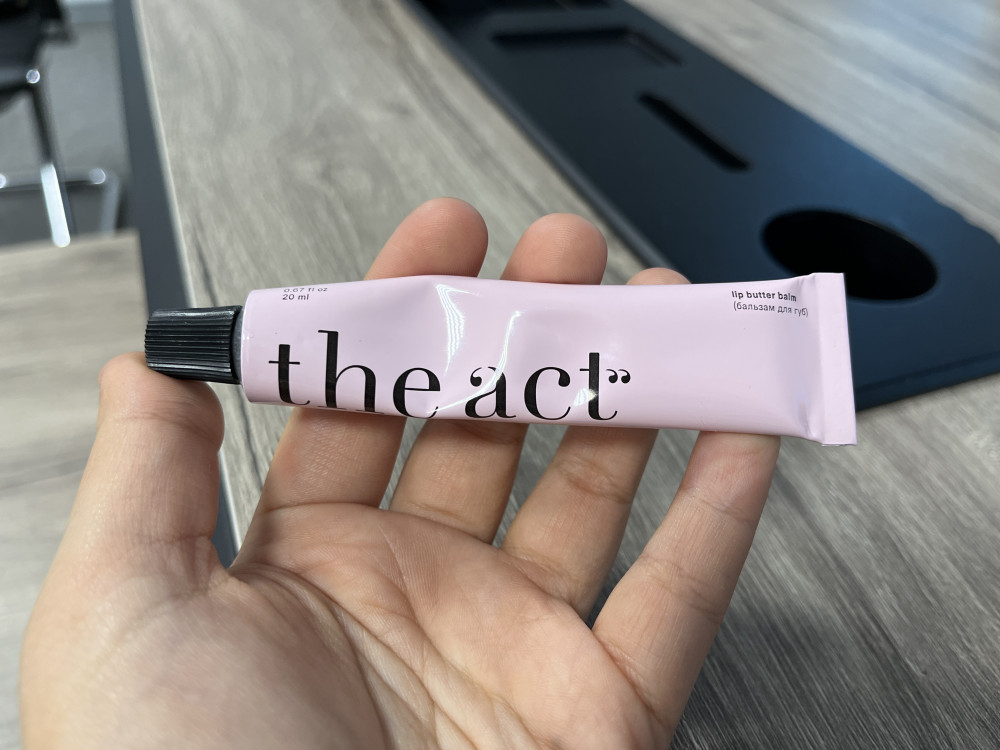 0.67 fl oz
20 ml
the act”
lip butter balm
(бальзам для губ)